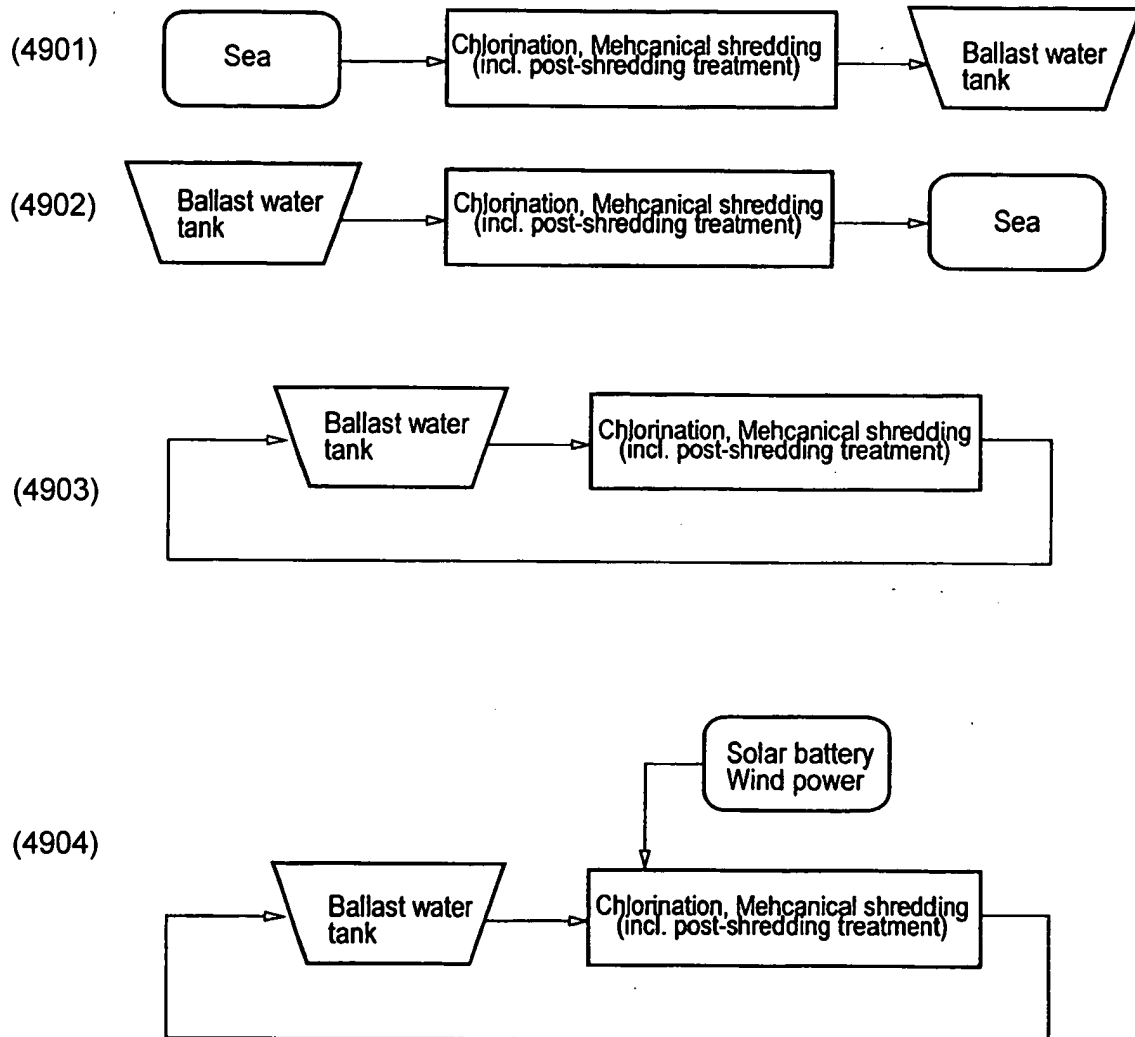 (4901)
Sea
Chlorination, Mehcanical shredding
(incl. post-shredding treatment)
Ballast water
tank
(4902)
Ballast water
tank
Chlorination, Mehcanical shredding
(incl. post-shredding treatment)
Sea
(4903)
Ballast water
tank
Chlorination, Mehcanical shredding
(incl. post-shredding treatment)
(4904)
Solar battery
Wind power
Ballast water
tank
Chlorination, Mehcanical shredding
(incl. post-shredding treatment)